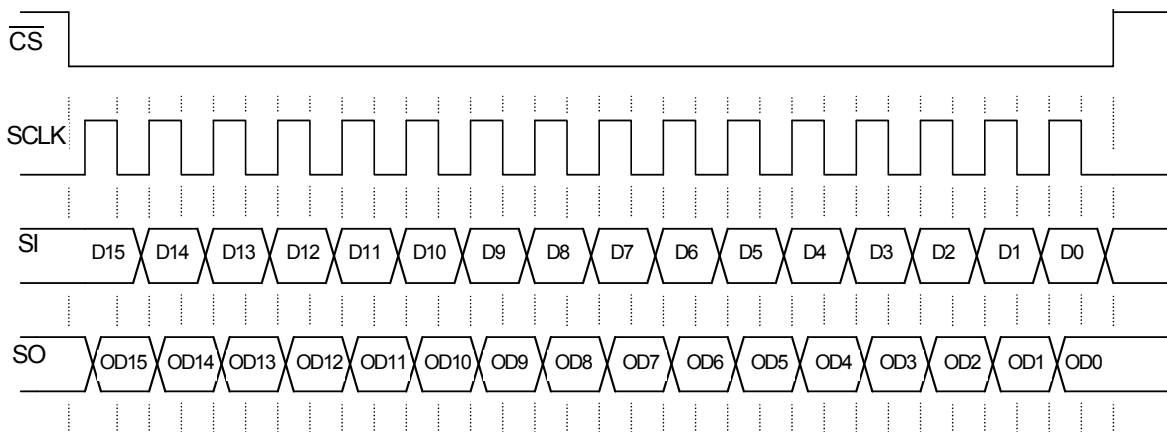 CS
SCLK
SI D15 D14 D13 D12 D11 D10 D9 D8 D7 D6 D5 D4 D3 D2 D1 D0
SO OD15 OD14 OD13 OD12 OD11 OD10 OD9 OD8 OD7 OD6 OD5 OD4 OD3 OD2 OD1 OD0